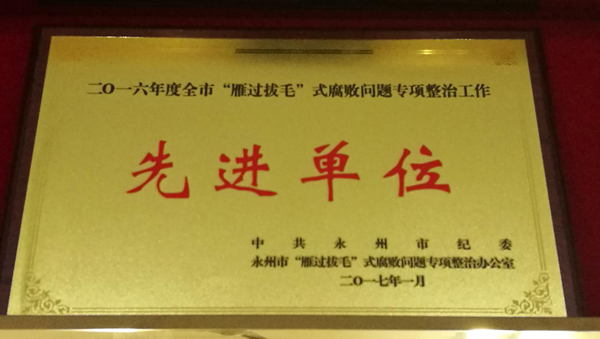 二〇一六年度全市“雁过拔毛”式腐败问题专项整治工作
先进单位
中共永州市纪委
永州市“雁过拔毛”式腐败问题专项整治办公室
二〇一七年一月